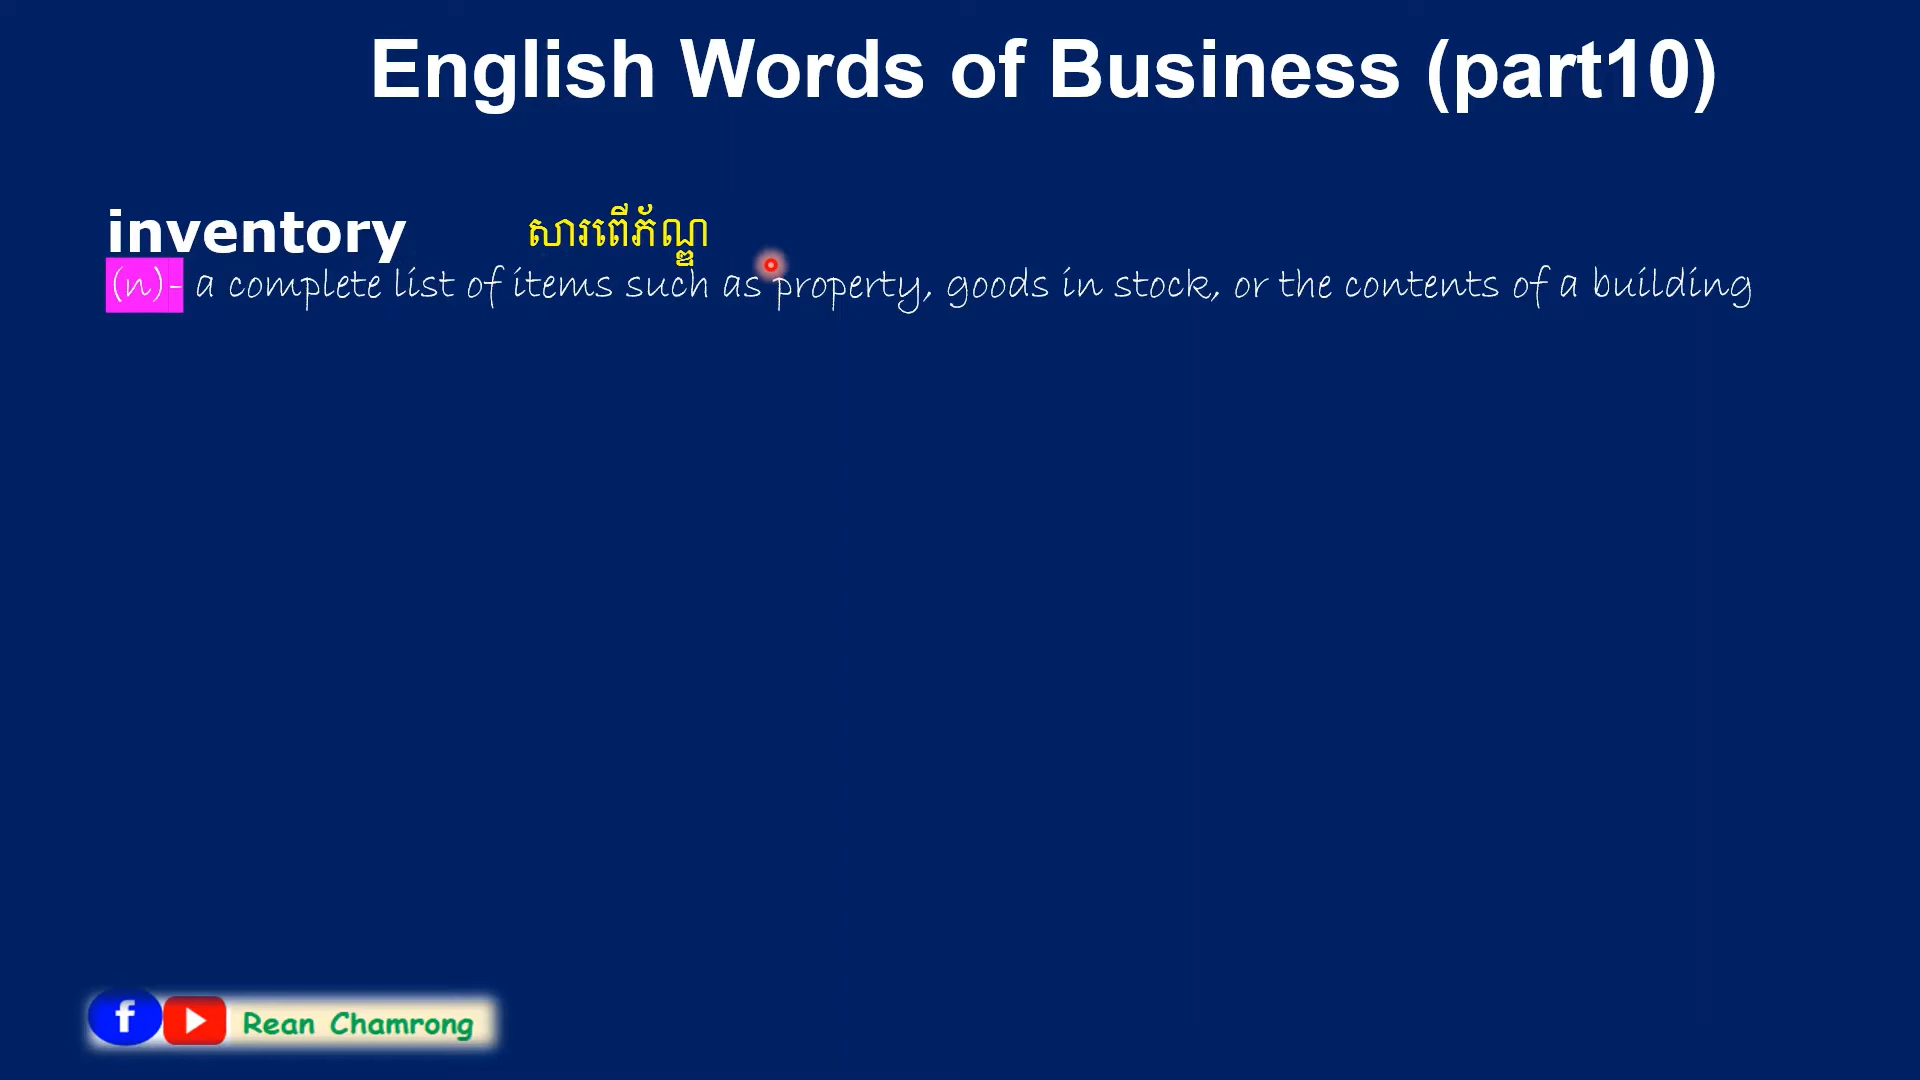 English Words of Business (part10)
inventory សារពើភ័ណ្ឌ
(n)- a complete list of items such as property, goods in stock, or the contents of a building
f Rean Chamrong